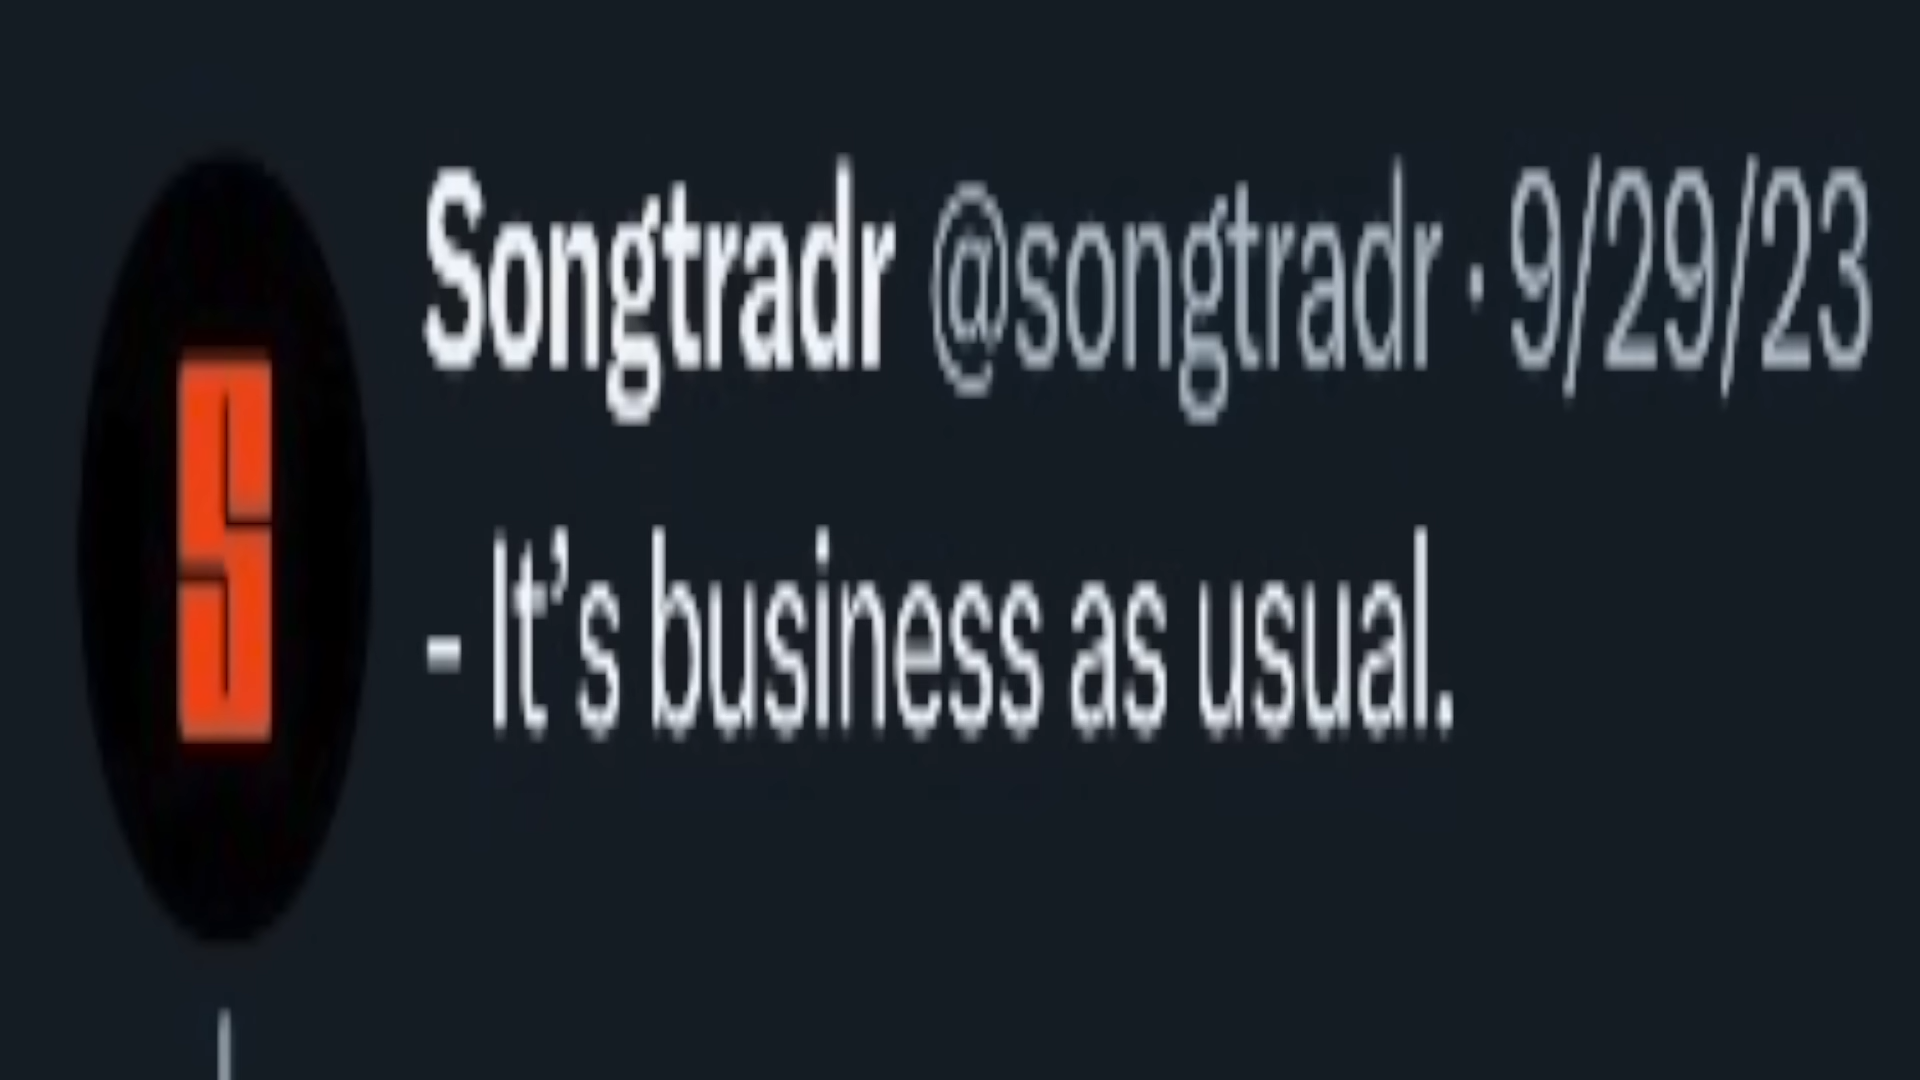 Songtradr @songtradr · 9/29/23
- It’s business as usual.